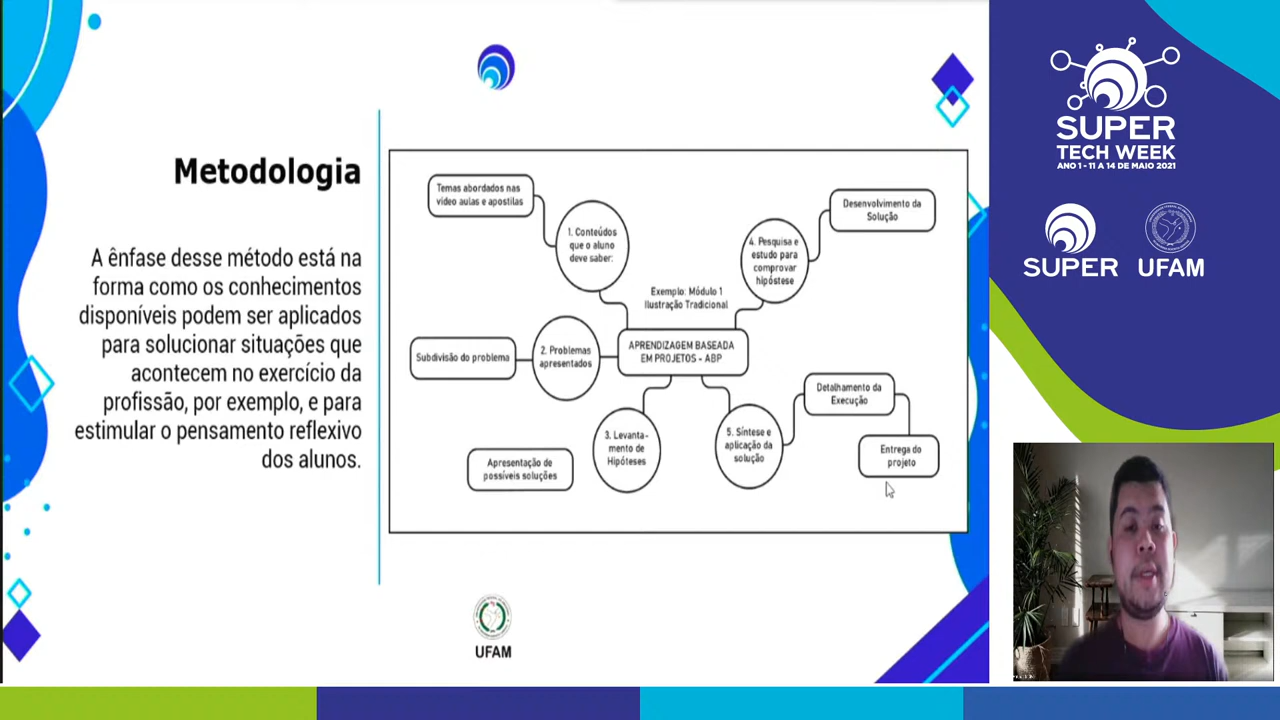 Metodologia
A ênfase desse método está na
forma como os conhecimentos
disponíveis podem ser aplicados
para solucionar situações que
acontecem no exercício da
profissão, por exemplo, e para
estimular o pensamento reflexivo
dos alunos.
Temas abordados nas
vídeo aulas e apostilas
1. Conteúdos
que o aluno
deve saber:
Subdivisão do problema
2. Problemas
apresentados
Apresentação de
possíveis soluções
3. Levanta-
mento de
Hipóteses
Exemplo: Módulo 1
Ilustração Tradicional
APRENDIZAGEM BASEADA
EM PROJETOS - ABP
4. Pesquisa e
estudo para
comprovar
hipóstese
Desenvolvimento da
Solução
5. Síntese e
aplicação da
solução
Detalhamento da
Execução
Entrega do
projeto
UFAM
SUPER
TECH WEEK
ANO 1 - 11 A 14 DE MAIO 2021
SUPER
UFAM